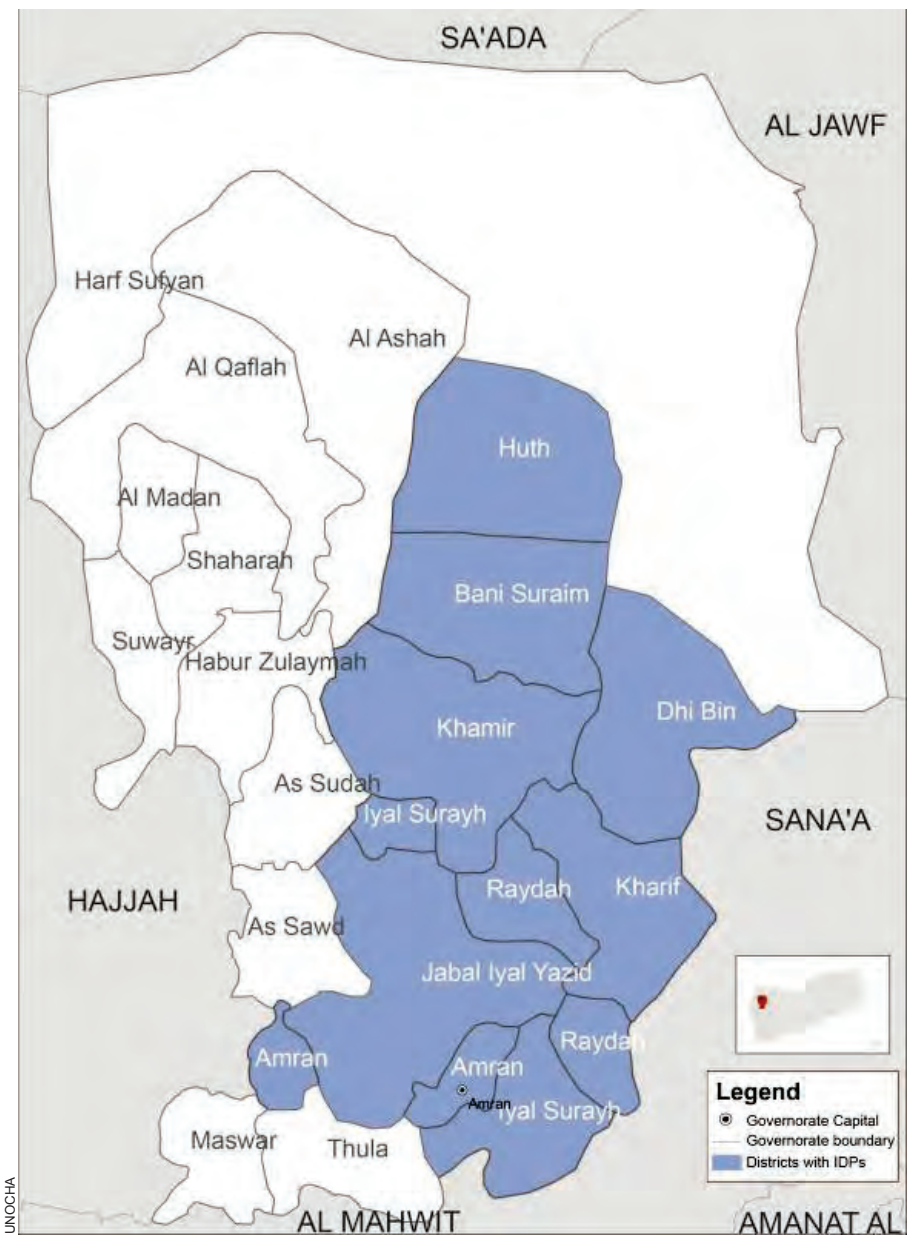 SA'ADA
AL JAWF
Harf Sufyan
Al Ashah
Al Qaflah
Huth
Al Madan
Shaharah
Bani Suraim
Suwayr
Habur Zulaymah
Dhi Bin
Khamir
As Sudah
Iyal Surayh
SANA'A
HAJJAH
Raydah
Kharif
As Sawd
Jabal Iyal Yazid
Raydah
Amran
Amran
Amran
Iyal Surayh
Maswar
Thula
Legend
Governorate Capital
Governorate boundary
Districts with IDPs
AL MAHWIT
AMANAT AL
UNOCHA